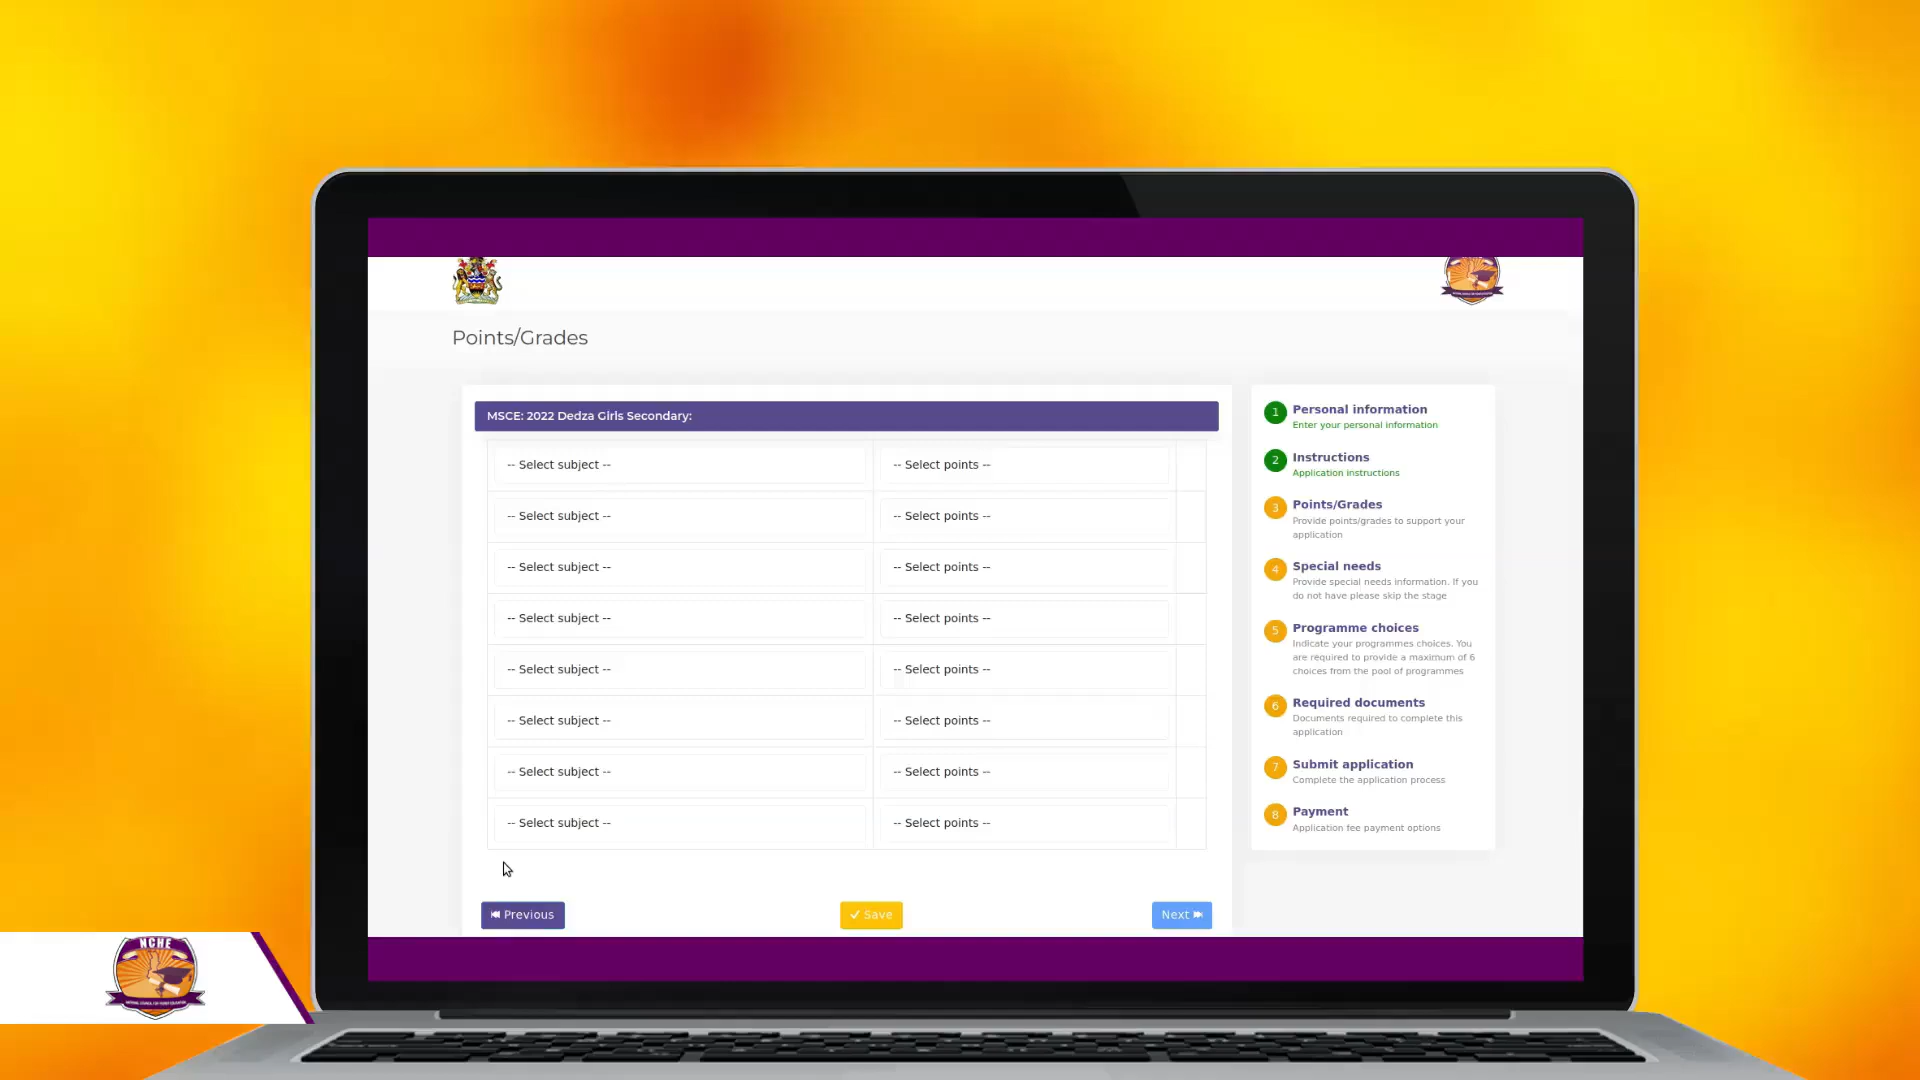 Points/Grades
MSCE: 2022 Dedza Girls Secondary:
-- Select subject -- -- Select points --
-- Select subject -- -- Select points --
-- Select subject -- -- Select points --
-- Select subject -- -- Select points --
-- Select subject -- -- Select points --
-- Select subject -- -- Select points --
-- Select subject -- -- Select points --
-- Select subject -- -- Select points --
Previous
Save
Next
1 Personal information
Enter your personal information
2 Instructions
Application instructions
3 Points/Grades
Provide points/grades to support your
application
4 Special needs
Provide special needs information. If you
do not have please skip the stage
5 Programme choices
Indicate your programmes choices. You
are required to provide a maximum of 6
choices from the pool of programmes
6 Required documents
Documents required to complete this
application
7 Submit application
Complete the application process
8 Payment
Application fee payment options
NCHE
NATIONAL COUNCIL FOR HIGHER EDUCATION